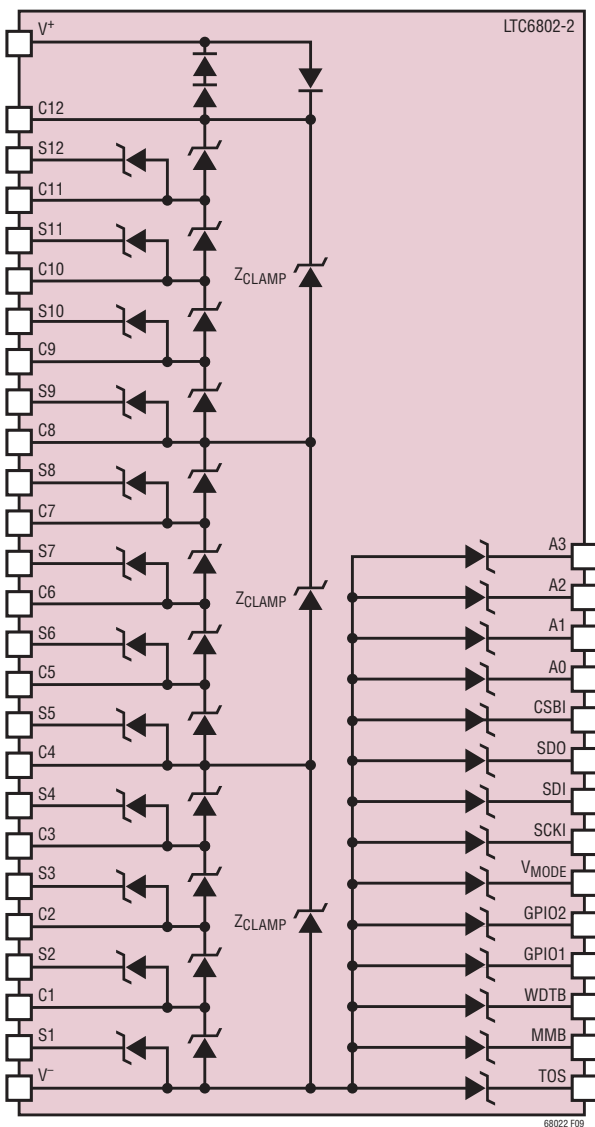 LTC6802-2
V+
C12
S12
C11
S11
C10
ZCLAMP
S10
C9
S9
C8
S8
C7
S7
C6
ZCLAMP
S6
C5
S5
C4
S4
C3
S3
C2
ZCLAMP
S2
C1
S1
V–
A3
A2
A1
A0
CSBI
SDO
SDI
SCKI
VMODE
GPIO2
GPIO1
WDTB
MMB
TOS
68022 F09